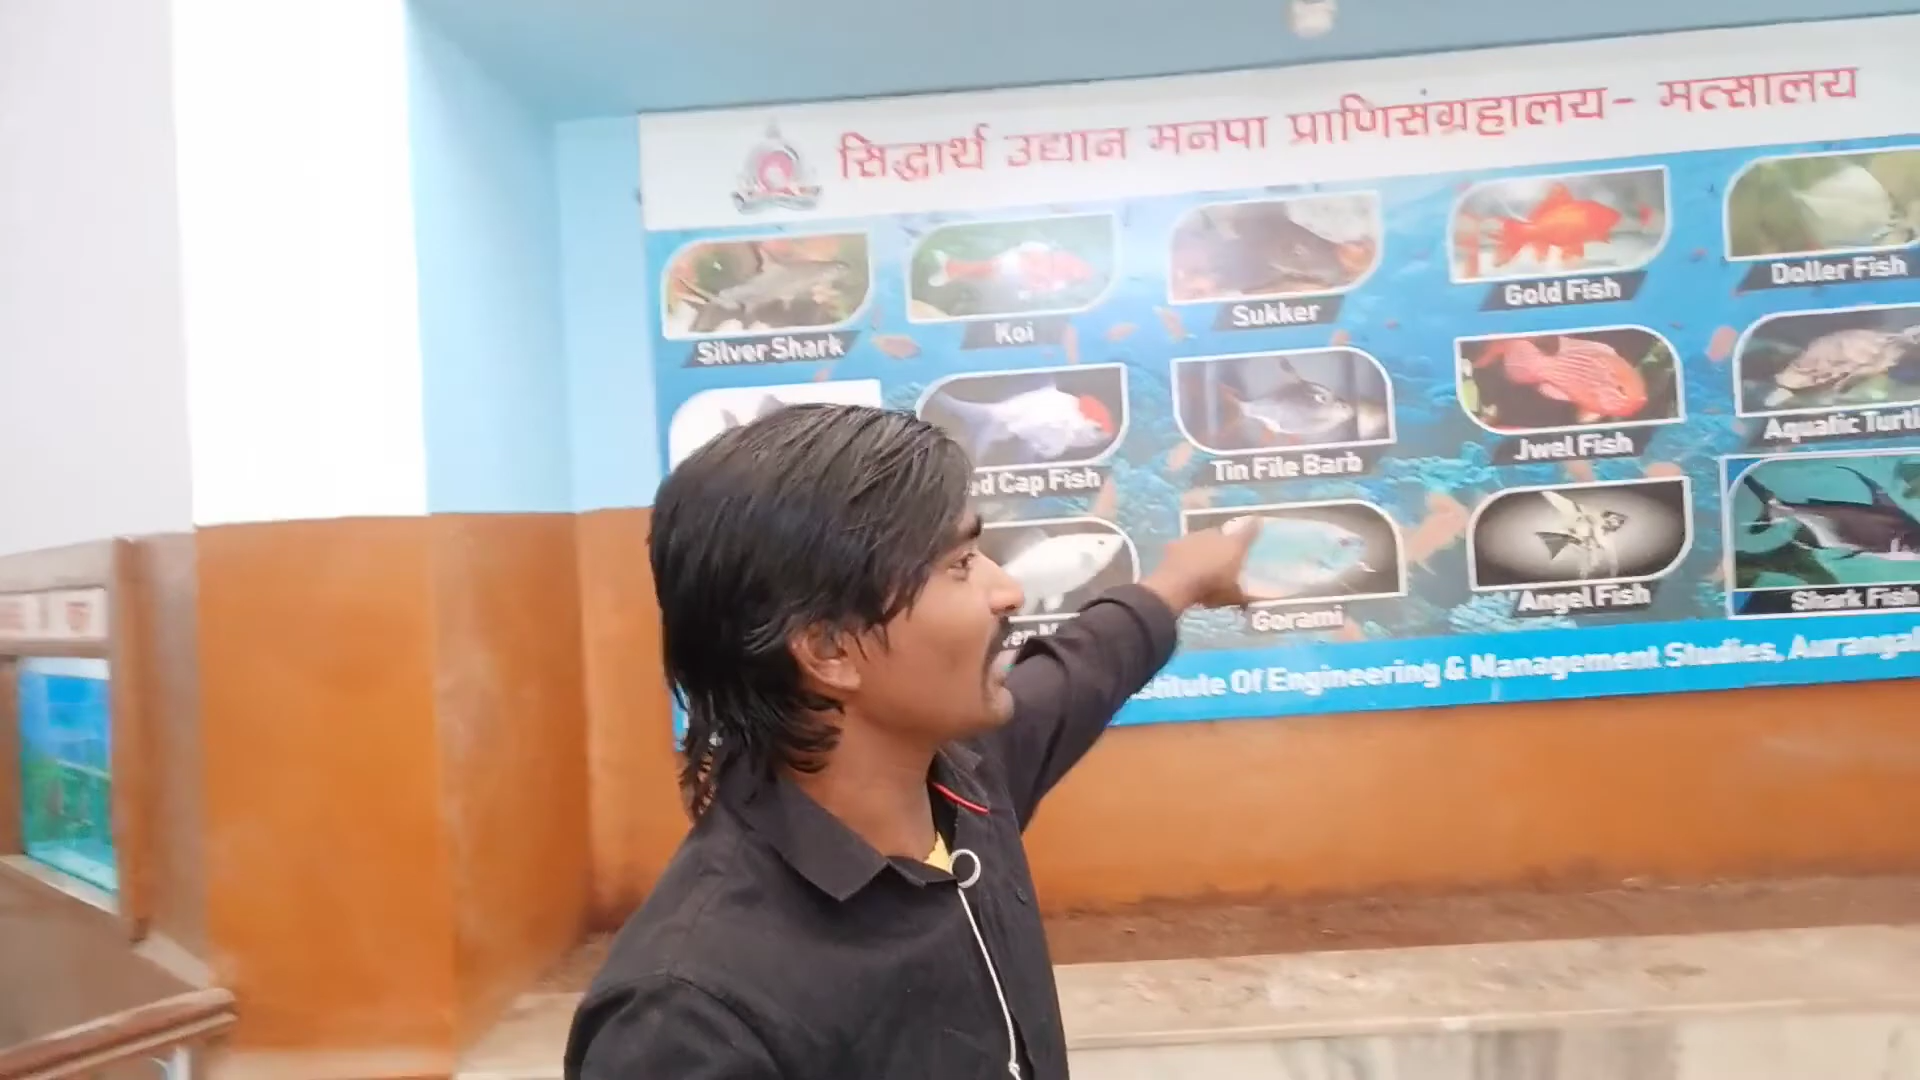 सिद्धार्थ उद्यान मनपा प्राणिसंग्रहालय- मत्सालय
Silver Shark
Koi
Sukker
Gold Fish
Doller Fish
Cap Fish
Tin File Barb
Jwel Fish
Aquatic
Gorami
Angel Fish
Shark Fish
Of Engineering & Management Studies,